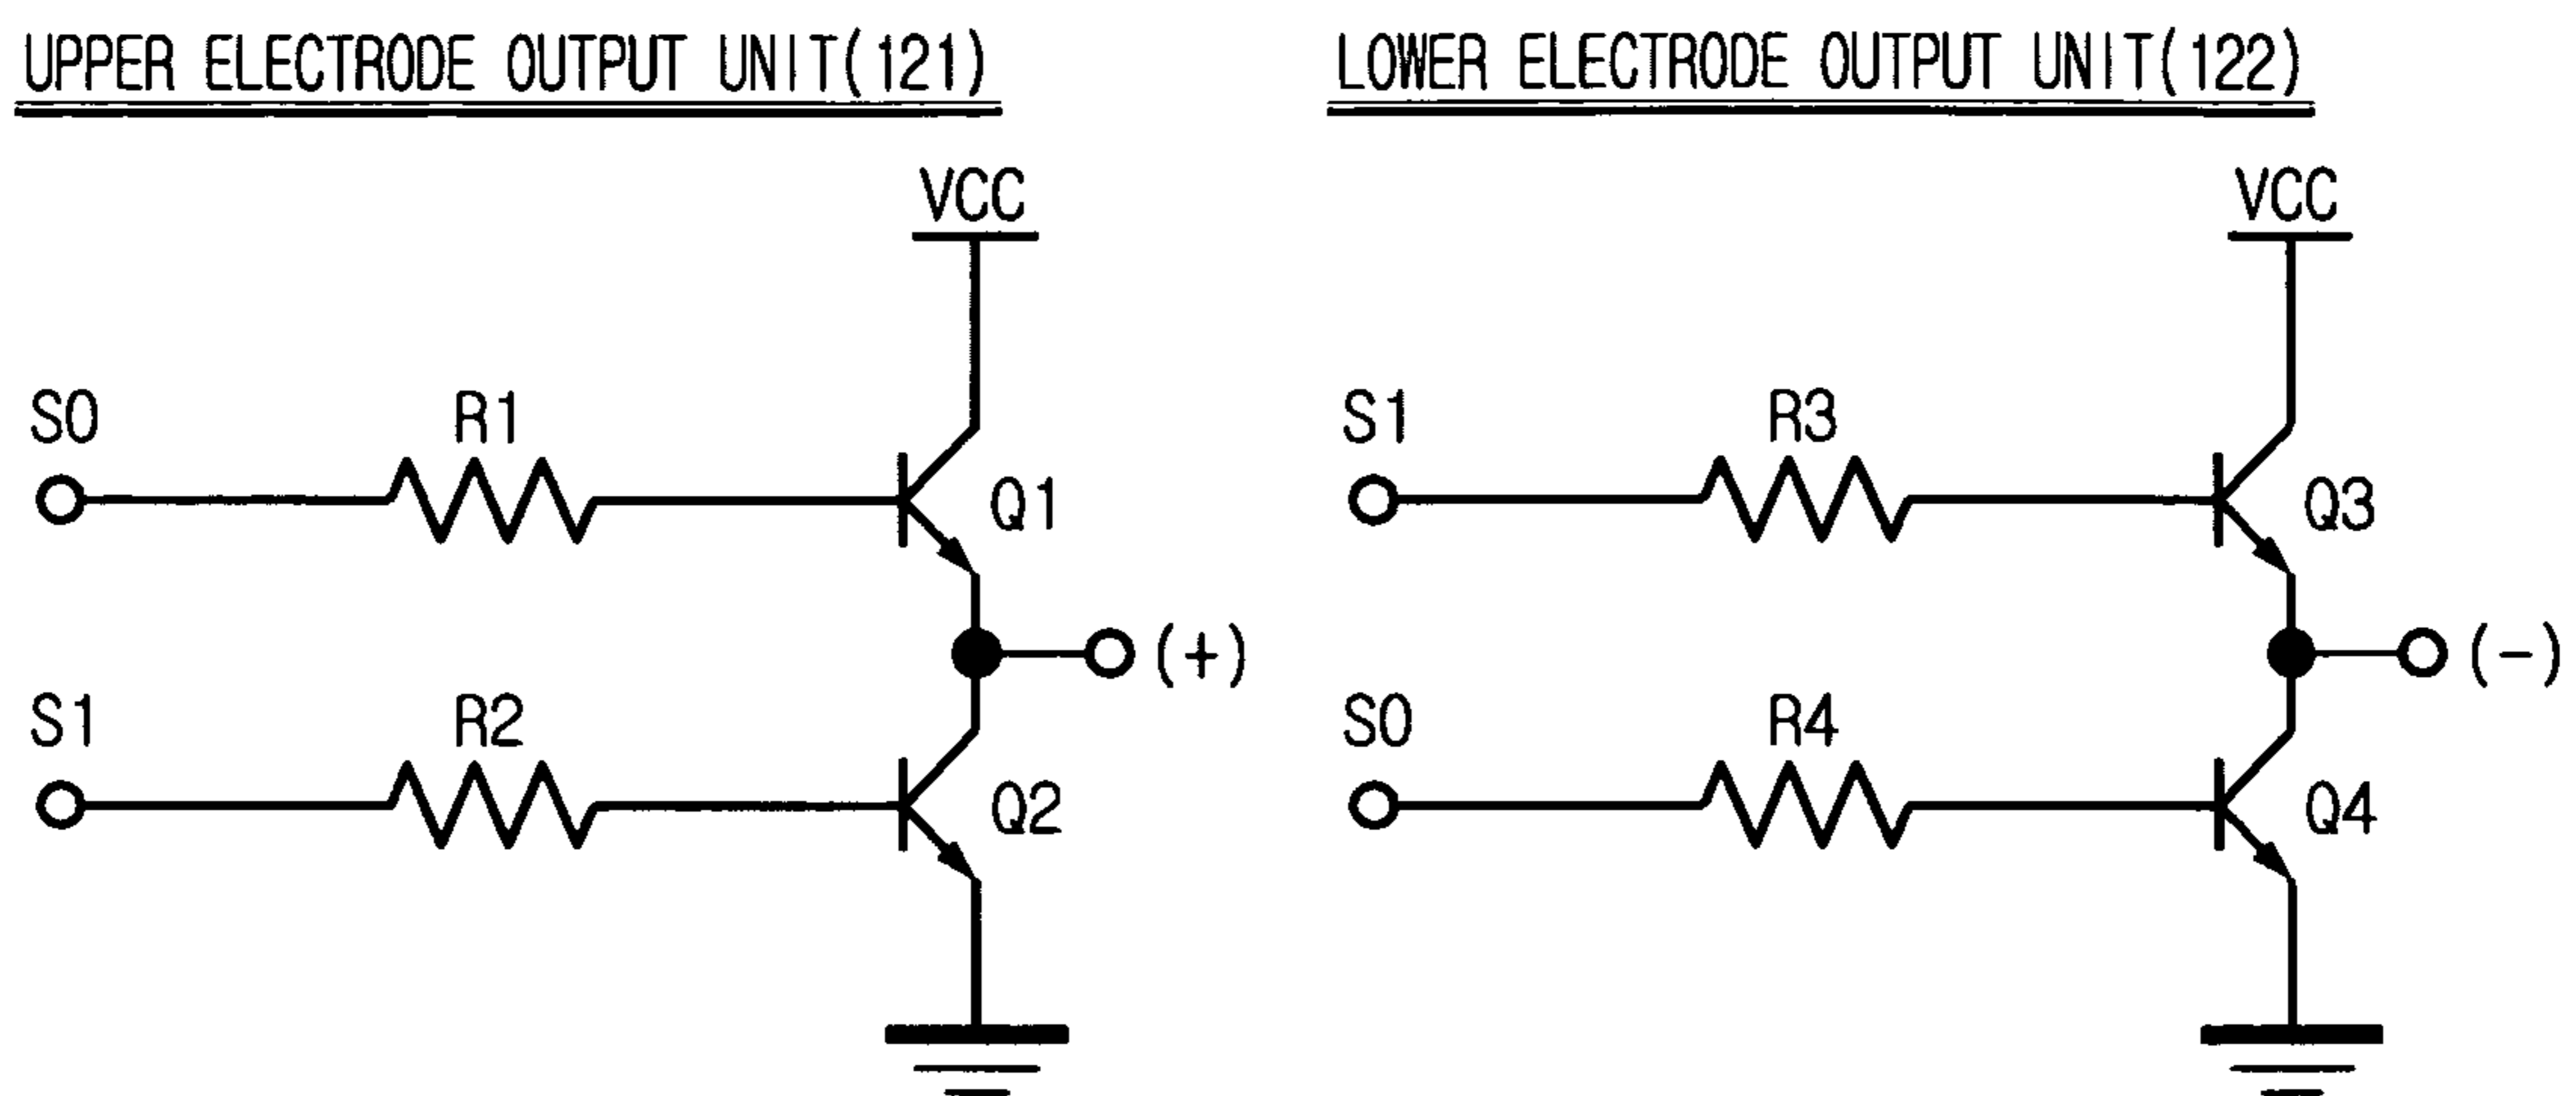 UPPER ELECTRODE OUTPUT UNIT(121)
VCC
S0
R1
Q1
(+)
S1
R2
Q2
LOWER ELECTRODE OUTPUT UNIT(122)
VCC
S1
R3
Q3
(-)
S0
R4
Q4